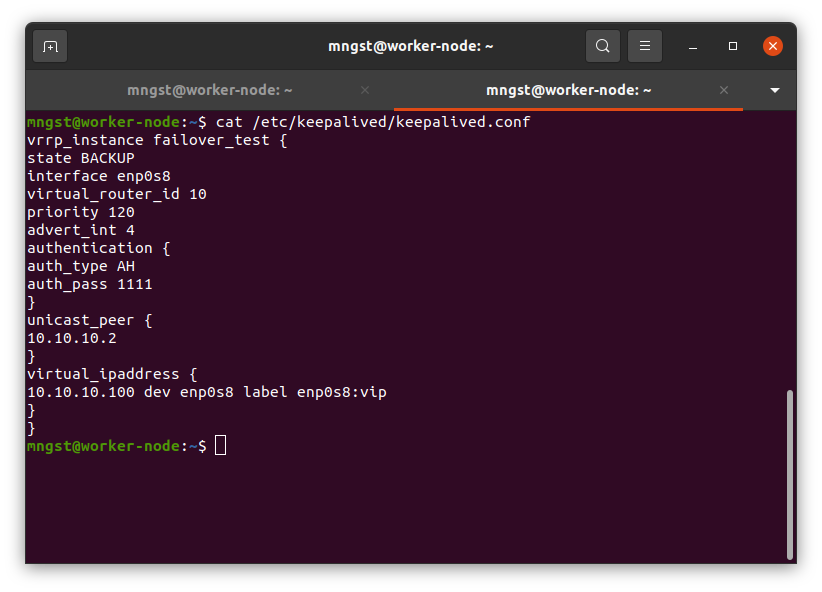 mngst@worker-node: ~
mngst@worker-node: ~
mngst@worker-node: ~
mngst@worker-node:~$ cat /etc/keepalived/keepalived.conf
vrrp_instance failover_test {
state BACKUP
interface enp0s8
virtual_router_id 10
priority 120
advert_int 4
authentication {
auth_type AH
auth_pass 1111
}
unicast_peer {
10.10.10.2
}
virtual_ipaddress {
10.10.10.100 dev enp0s8 label enp0s8:vip
}
}
mngst@worker-node:~$